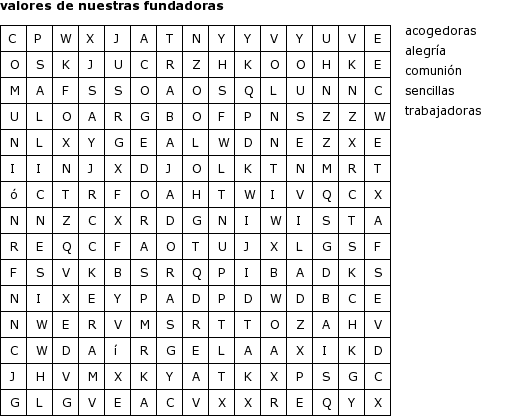 valores de nuestras fundadoras
C P W X J A T N Y Y V Y U V E
O S K J U C R Z H K O O H K E
M A F S S O A O S Q L U N N C
U L O A R G B O F P N S Z Z W
N L X Y G E A L W D N E Z X E
I I N J X D J O L K T N M R T
ó C T R F O A H T W I V Q C X
N N Z C X R D G N I W I S T A
R E Q C F A O T U J X L G S F
F S V K B S R Q P I B A D K S
N I X E Y P A D P D W D B C E
N W E R V M S R T T O Z A H V
C W D A í R G E L A A X I K D
J H V M X K Y A T K X P S G C
G L G V E A C V X X R E Q Y X
acogedoras
alegría
comunión
sencillas
trabajadoras